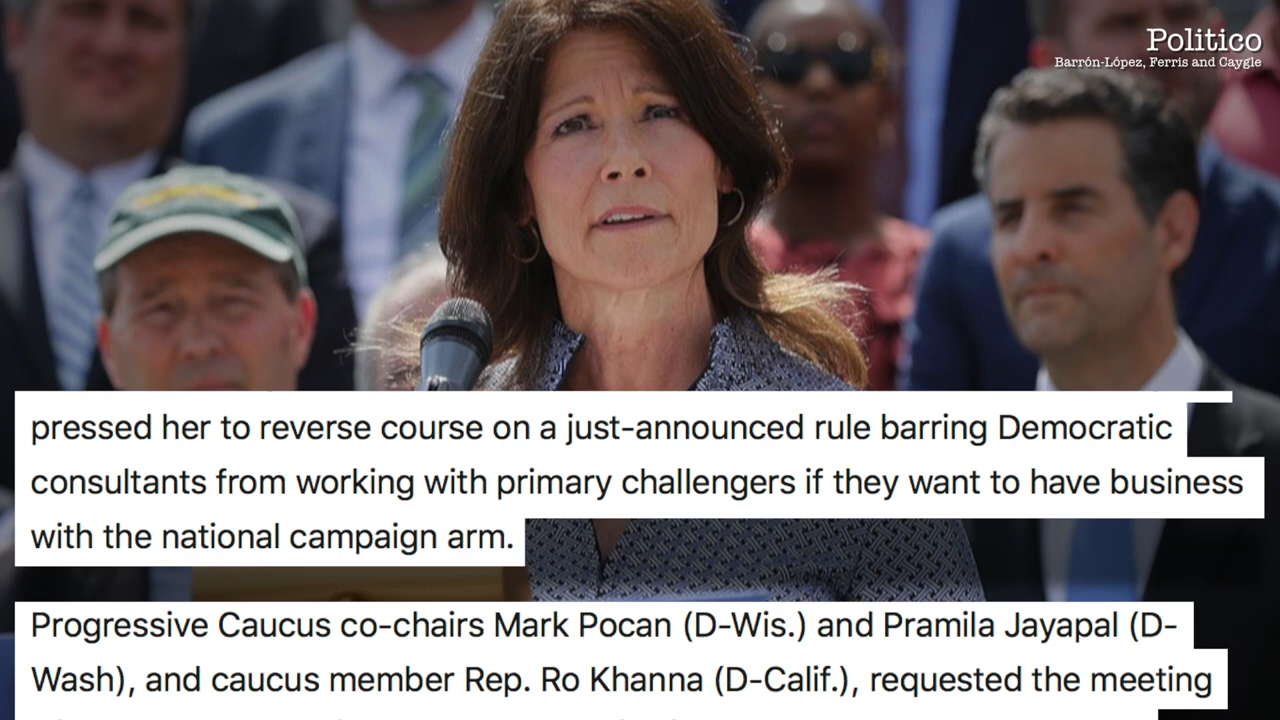 Politico
Barrón-López, Ferris and Caygle
pressed her to reverse course on a just-announced rule barring Democratic
consultants from working with primary challengers if they want to have business
with the national campaign arm.
Progressive Caucus co-chairs Mark Pocan (D-Wis.) and Pramila Jayapal (D-
Wash), and caucus member Rep. Ro Khanna (D-Calif.), requested the meeting